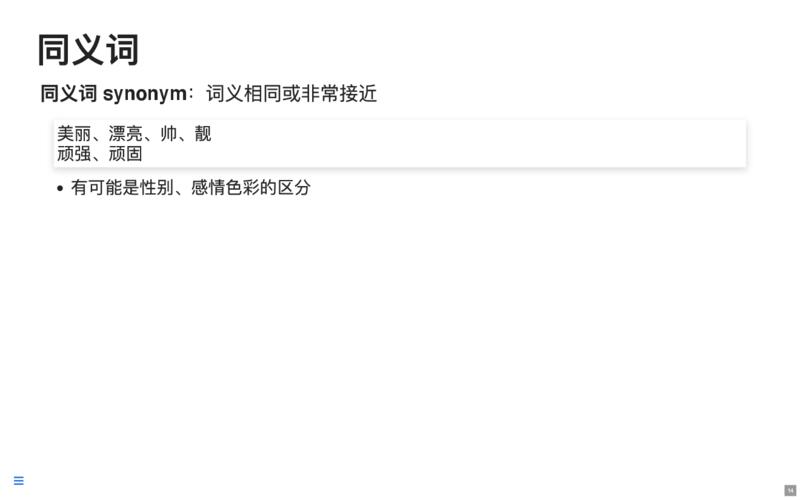 同义词
同义词 synonym：词义相同或非常接近
美丽、漂亮、帅、靓
顽强、顽固
• 有可能是性别、感情色彩的区分
14